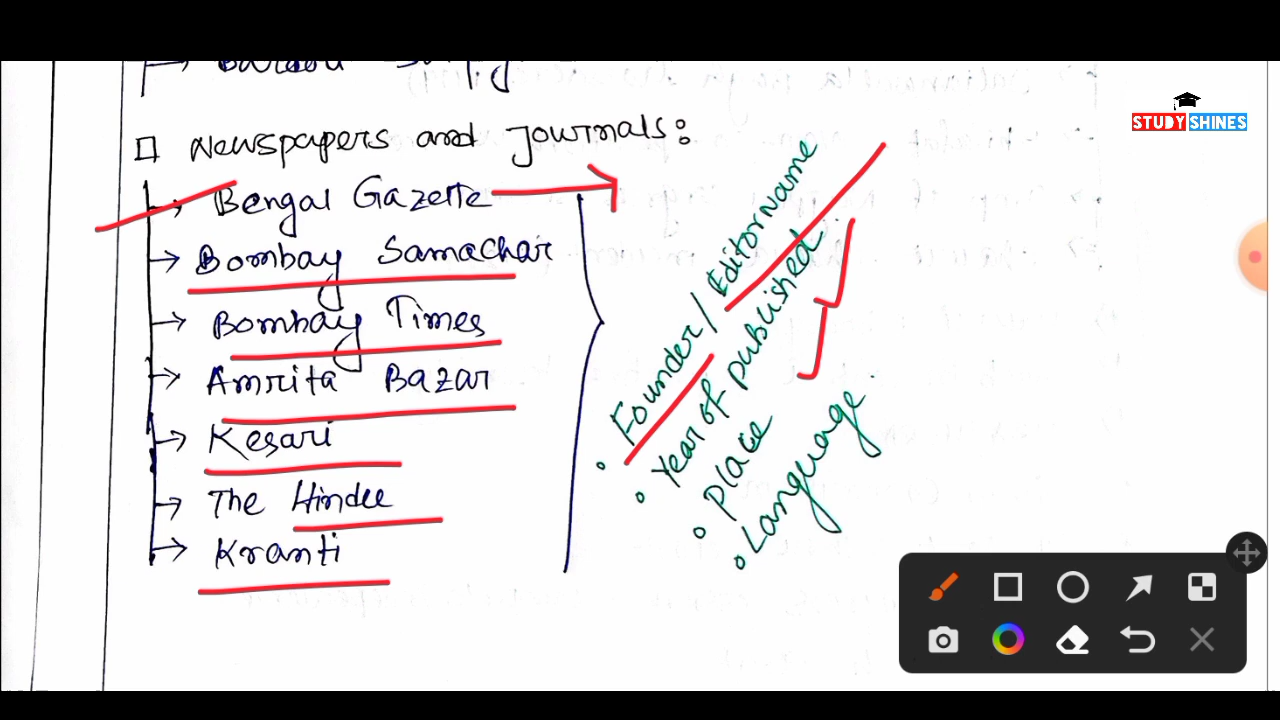 STUDY SHINES
□ Newspapers and Journals:
→ Bengal Gazette
→ Bombay Samachar
→ Bombay Times
→ Amrita Bazar
→ Kesari
→ The Hindu
→ Kranti
• Founder/Editor name
• Year of published
• place
• Language.